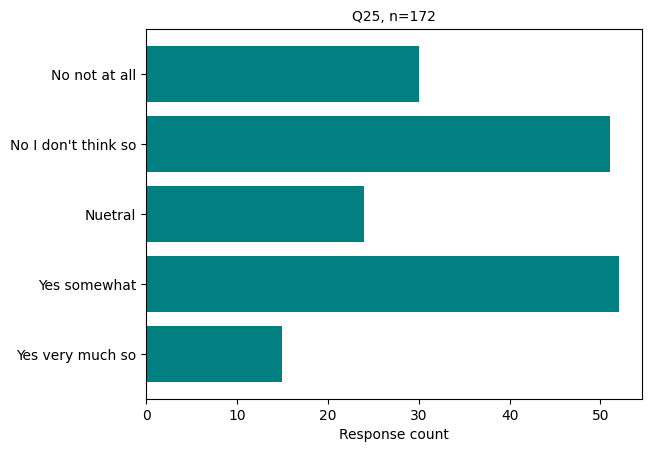 Q25, n=172
No not at all
No I don't think so
Nuetral
Yes somewhat
Yes very much so
0 10 20 30 40 50
Response count